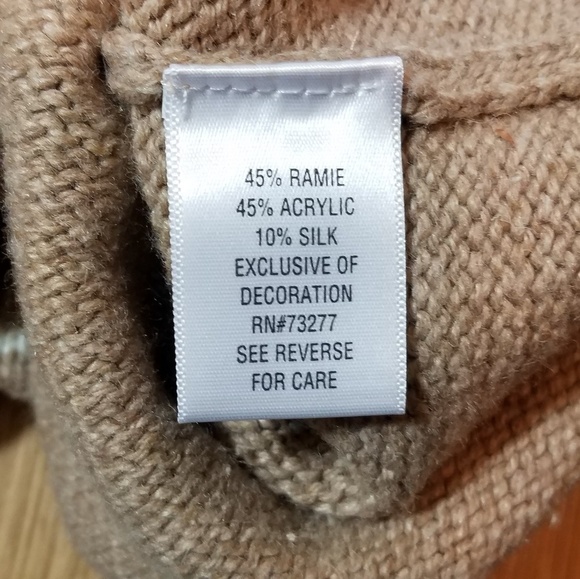 45% RAMIE
45% ACRYLIC
10% SILK
EXCLUSIVE OF
DECORATION
RN#73277
SEE REVERSE
FOR CARE